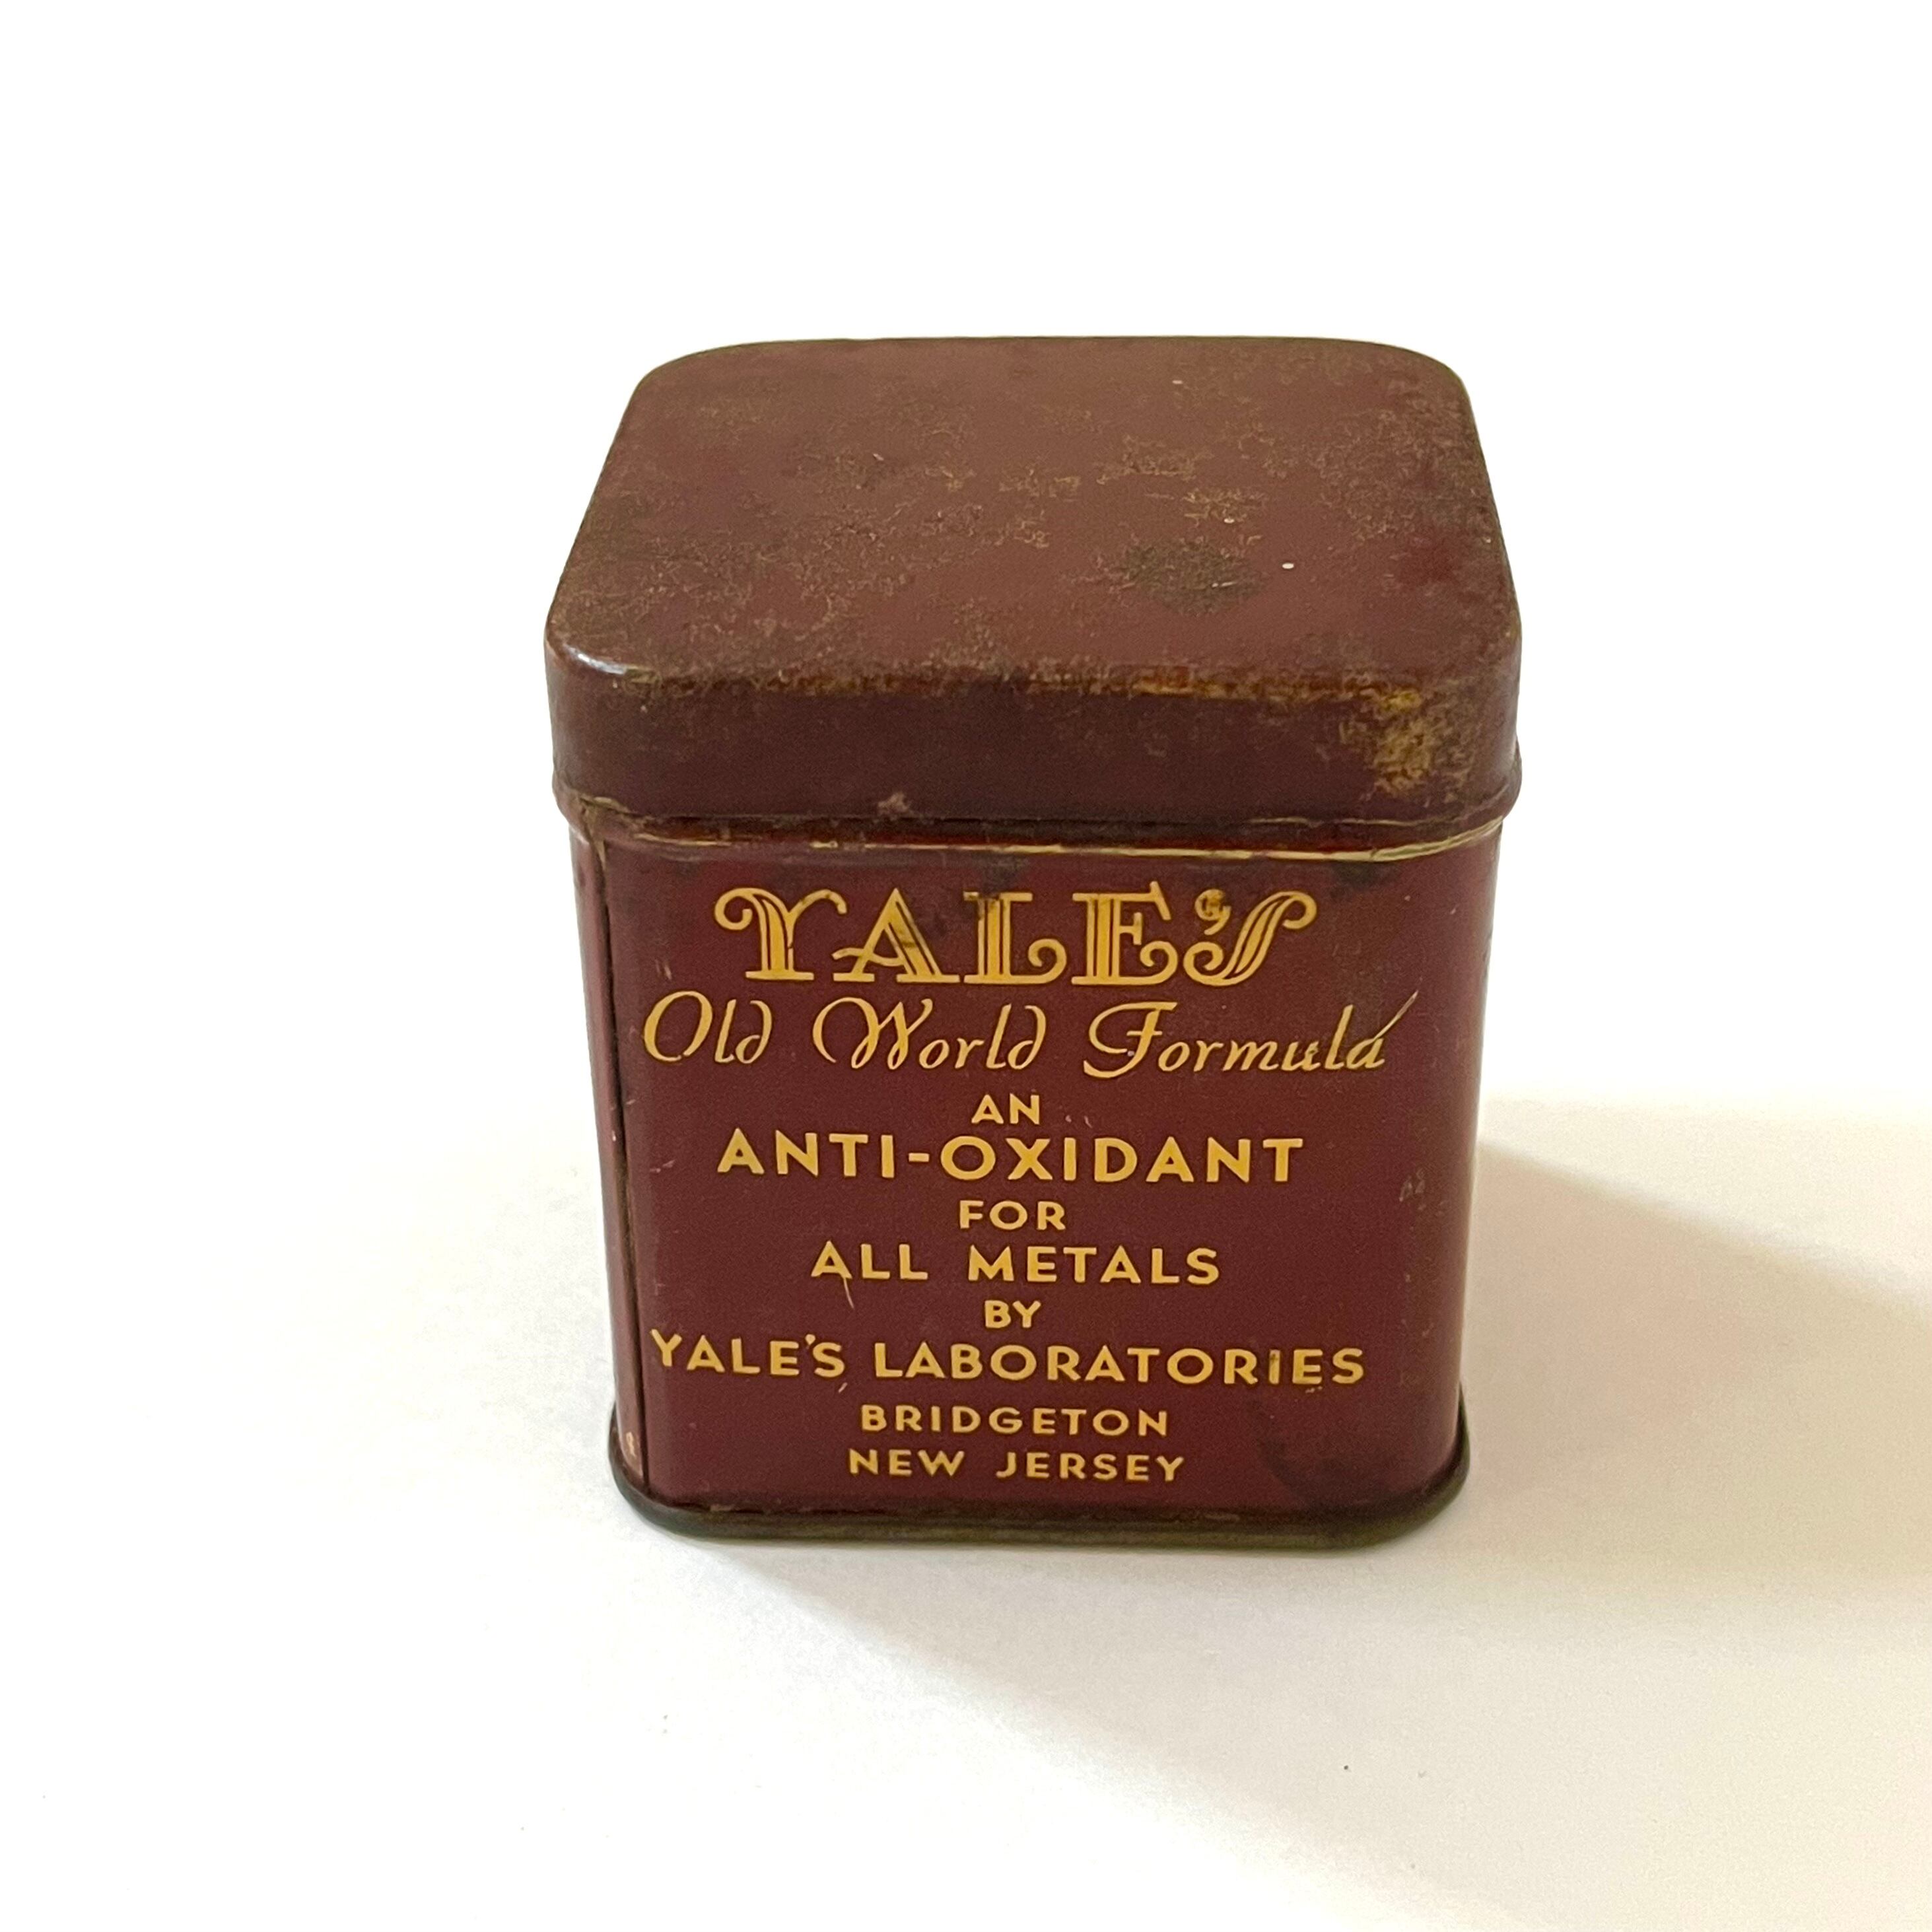 YALE'S
Old World Formula
AN
ANTI-OXIDANT
FOR
ALL METALS
BY
YALE'S LABORATORIES
BRIDGETON
NEW JERSEY